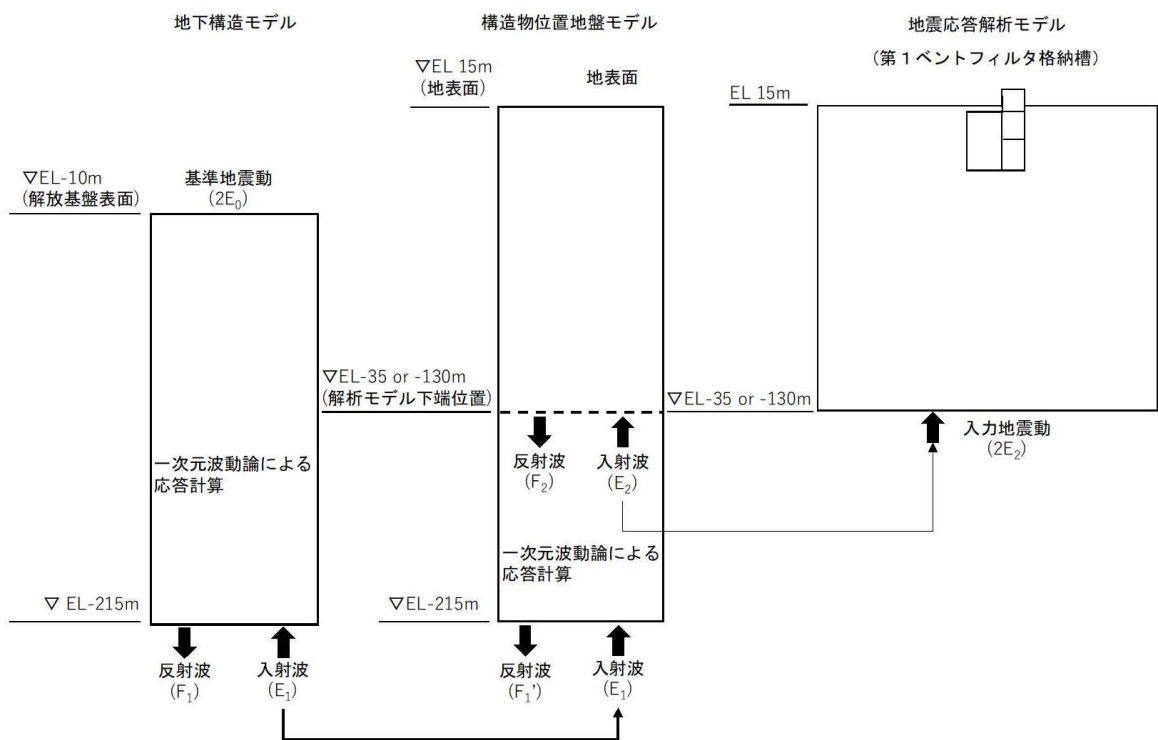 地下構造モデル
▽EL-10m
(解放基盤表面)
基準地震動
(2E₀)
一次元波動論による
応答計算
▽ EL-215m
反射波
(F₁)
入射波
(E₁)
構造物位置地盤モデル
▽EL 15m
(地表面)
地表面
▽EL-35 or -130m
(解析モデル下端位置)
反射波
(F₂)
入射波
(E₂)
一次元波動論による
応答計算
▽EL-215m
反射波
(F₁')
入射波
(E₁)
地震応答解析モデル
(第1ベントフィルタ格納槽)
EL 15m
▽EL-35 or -130m
入力地震動
(2E₂)